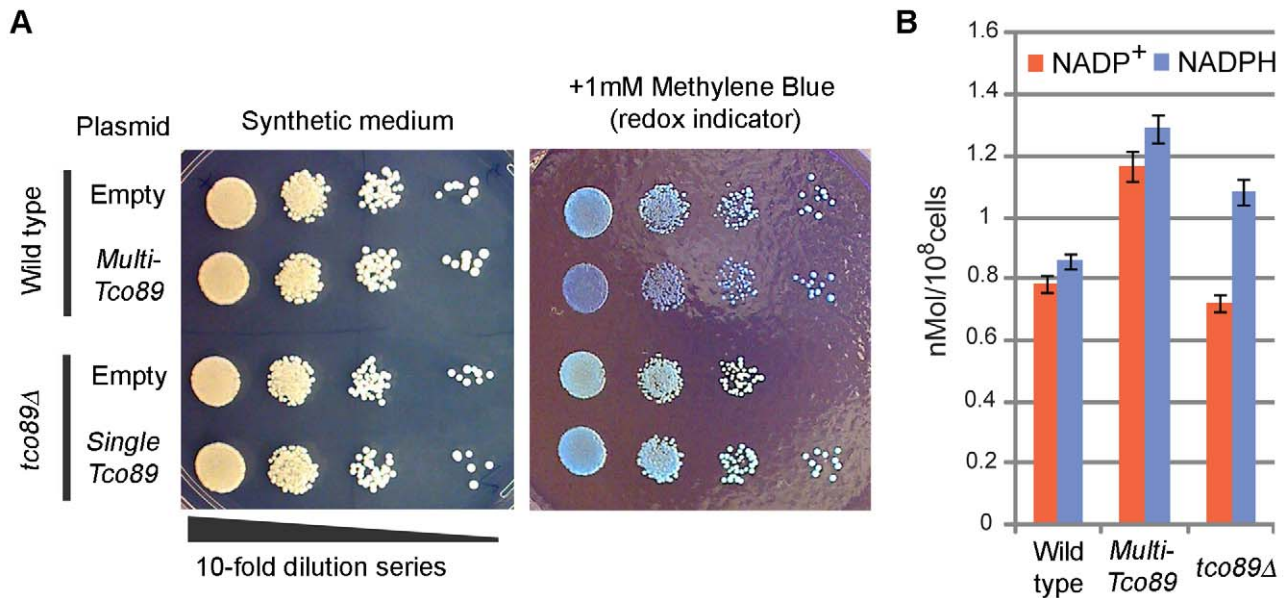 A
Plasmid
Synthetic medium
+1mM Methylene Blue
(redox indicator)
Wild type
Empty
Multi-
Tco89
tco89Δ
Empty
Single
Tco89
10-fold dilution series
B
NADP+ NADPH
nMol/10⁸cells
1.6
1.4
1.2
1
0.8
0.6
0.4
0.2
0
Wild
type
Multi-
Tco89
tco89Δ